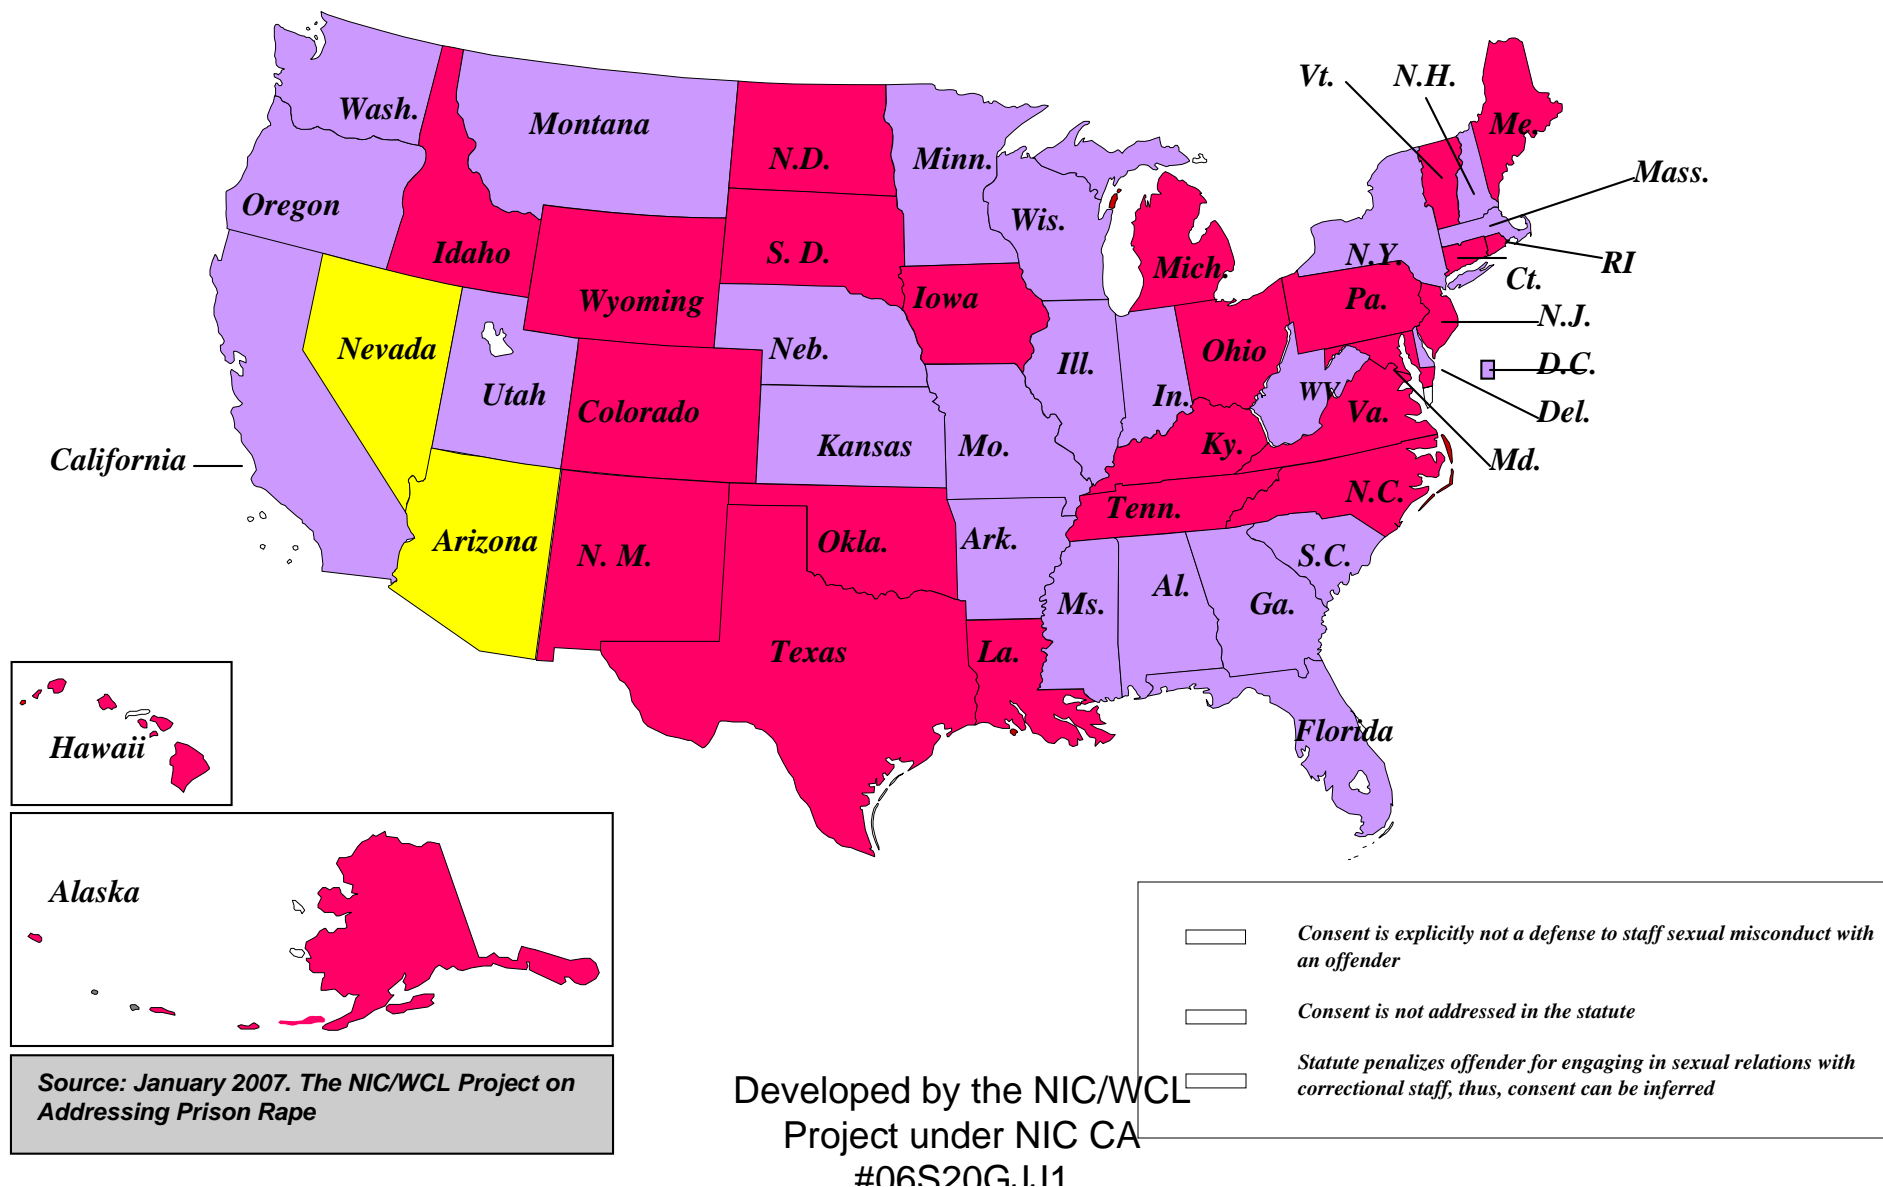 Vt.
N.H.
Wash.
Montana
Me.
N.D.
Minn.
Mass.
Oregon
Wis.
Idaho
S. D.
Mich.
N.Y.
RI
Ct.
Wyoming
Iowa
Pa.
N.J.
Nevada
Neb.
Ill.
Ohio
D.C.
Utah
Colorado
In.
WV
Va.
Del.
California
Kansas
Mo.
Ky.
Md.
Arizona
N. M.
Okla.
Ark.
Tenn.
N.C.
S.C.
Ms.
Al.
Ga.
Texas
La.
Florida
Hawaii
Alaska
Consent is explicitly not a defense to staff sexual misconduct with
an offender
Consent is not addressed in the statute
Statute penalizes offender for engaging in sexual relations with
correctional staff, thus, consent can be inferred
Source: January 2007. The NIC/WCL Project on
Addressing Prison Rape
Developed by the NIC/WCL
Project under NIC CA
#06S20GJJ1